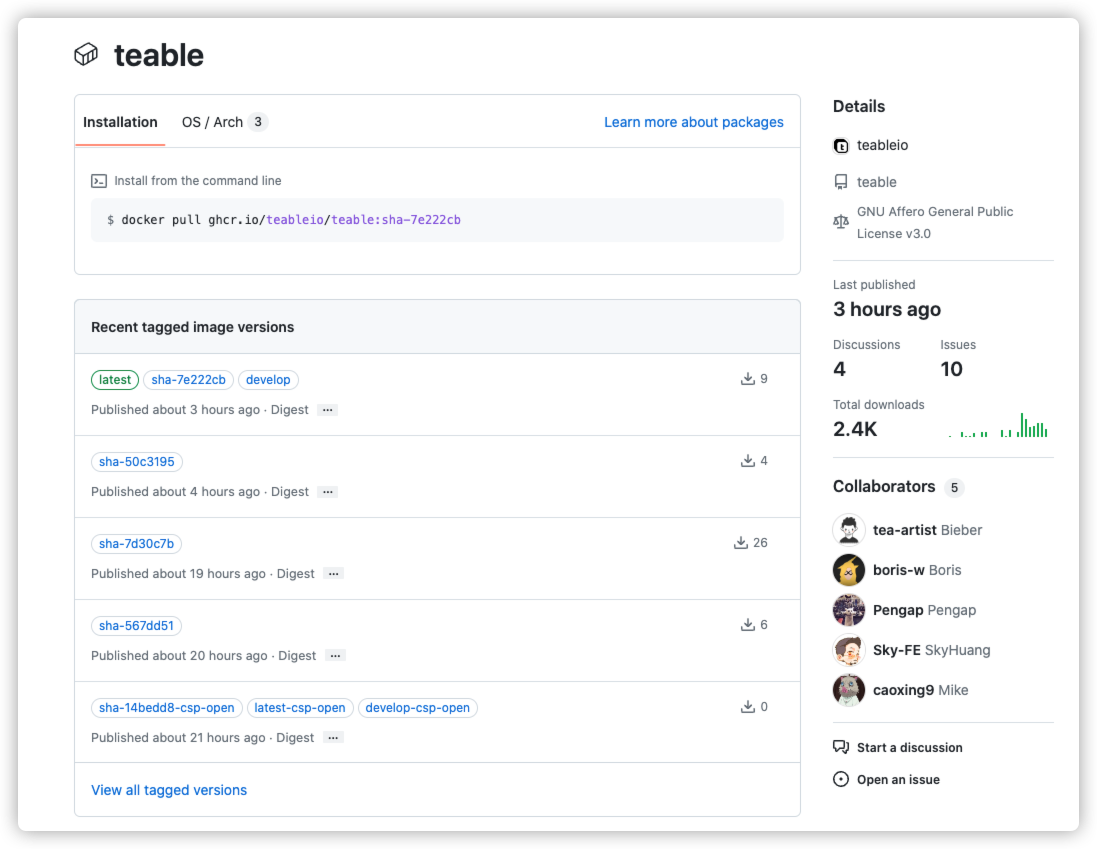 teable
Installation OS / Arch 3 Learn more about packages
Install from the command line
$ docker pull ghcr.io/teableio/teable:sha-7e222cb
Recent tagged image versions
latest sha-7e222cb develop 9
Published about 3 hours ago · Digest ...
sha-50c3195 4
Published about 4 hours ago · Digest ...
sha-7d30c7b 26
Published about 19 hours ago · Digest ...
sha-567dd51 6
Published about 20 hours ago · Digest ...
sha-14bedd8-csp-open latest-csp-open develop-csp-open 0
Published about 21 hours ago · Digest ...
View all tagged versions
Details
teableio
teable
GNU Affero General Public
License v3.0
Last published
3 hours ago
Discussions Issues
4 10
Total downloads
2.4K
Collaborators 5
tea-artist Bieber
boris-w Boris
Pengap Pengap
Sky-FE SkyHuang
caoxing9 Mike
Start a discussion
Open an issue